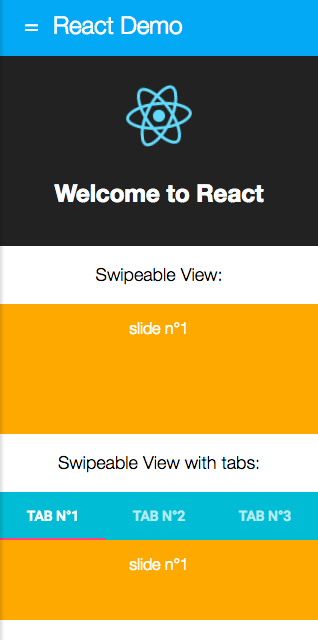 React Demo
Welcome to React
Swipeable View:
slide n°1
Swipeable View with tabs:
TAB N°1 TAB N°2 TAB N°3
slide n°1